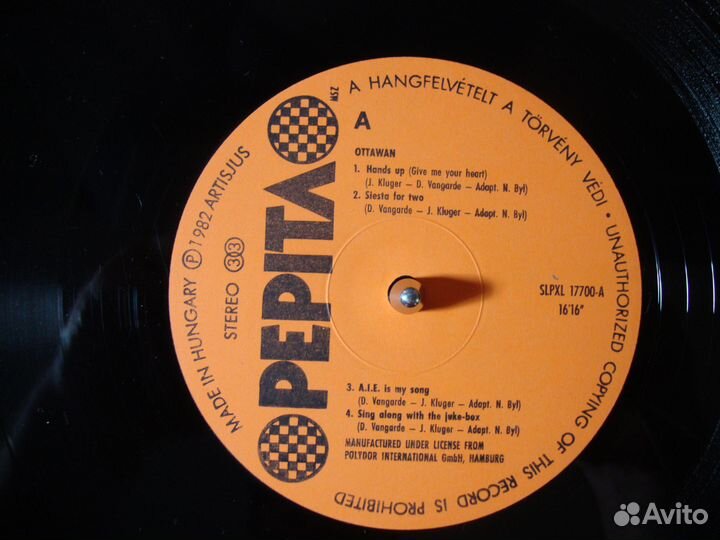 A HANGFELVÉTELT A TÖRVÉNY VÉDI • UNAUTHORIZED COPYING OF THIS RECORD IS PROHIBITED
MADE IN HUNGARY Ⓟ 1982 ARTISJUS
STEREO 33
PEPITA
MSZ
A
OTTAWAN
1. Hands up (Give me your heart)
(J. Kluger – D. Vangarde – Adapt. N. Byl)
2. Siesta for two
(D. Vangarde – J. Kluger – Adapt. N. Byl)
SLPXL 17700-A
16'16"
3. A.I.E. is my song
(D. Vangarde – J. Kluger – Adapt. N. Byl)
4. Sing along with the juke-box
(D. Vangarde – J. Kluger – Adapt. N. Byl)
MANUFACTURED UNDER LICENSE FROM
POLYDOR INTERNATIONAL GmbH, HAMBURG
Avito